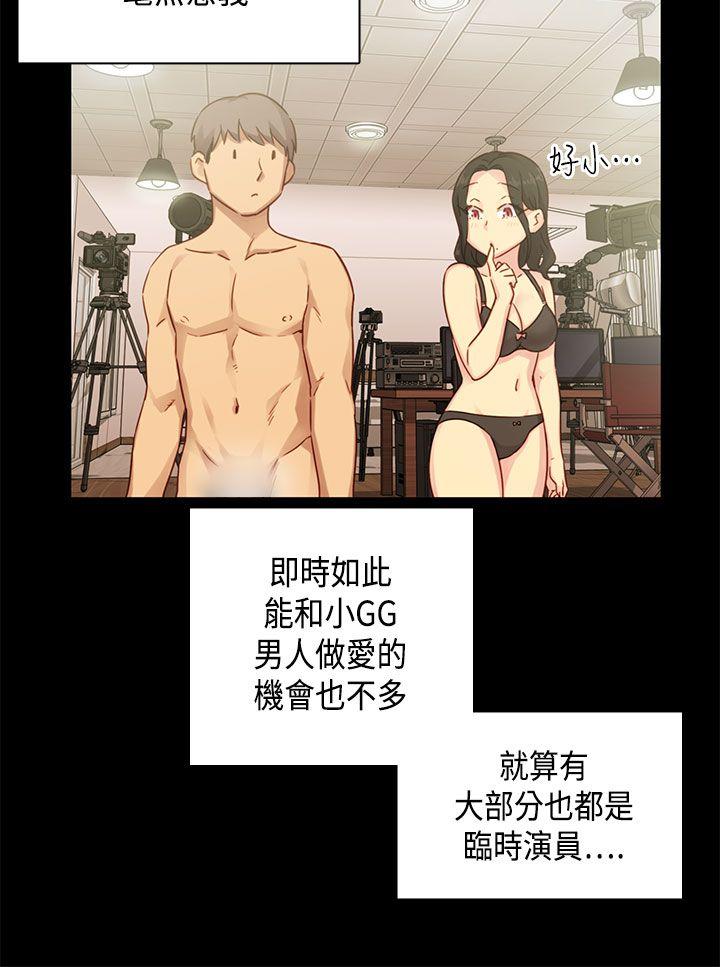 好小...
即時如此
能和小GG
男人做愛的
機會也不多
就算有
大部分也都是
臨時演員....